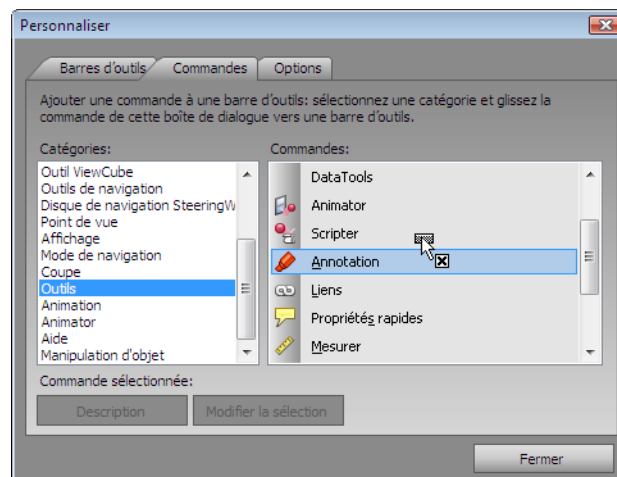 Personnaliser
Barres d'outils
Commandes
Options
Ajouter une commande à une barre d'outils: sélectionnez une catégorie et glissez la
commande de cette boîte de dialogue vers une barre d'outils.
Catégories:
Outil ViewCube
Outils de navigation
Disque de navigation SteeringW
Point de vue
Affichage
Mode de navigation
Coupe
Outils
Animation
Animator
Aide
Manipulation d'objet
Commandes:
DataTools
Animator
Scripter
Annotation
Liens
Propriétés rapides
Mesurer
Commande sélectionnée:
Description
Modifier la sélection
Fermer